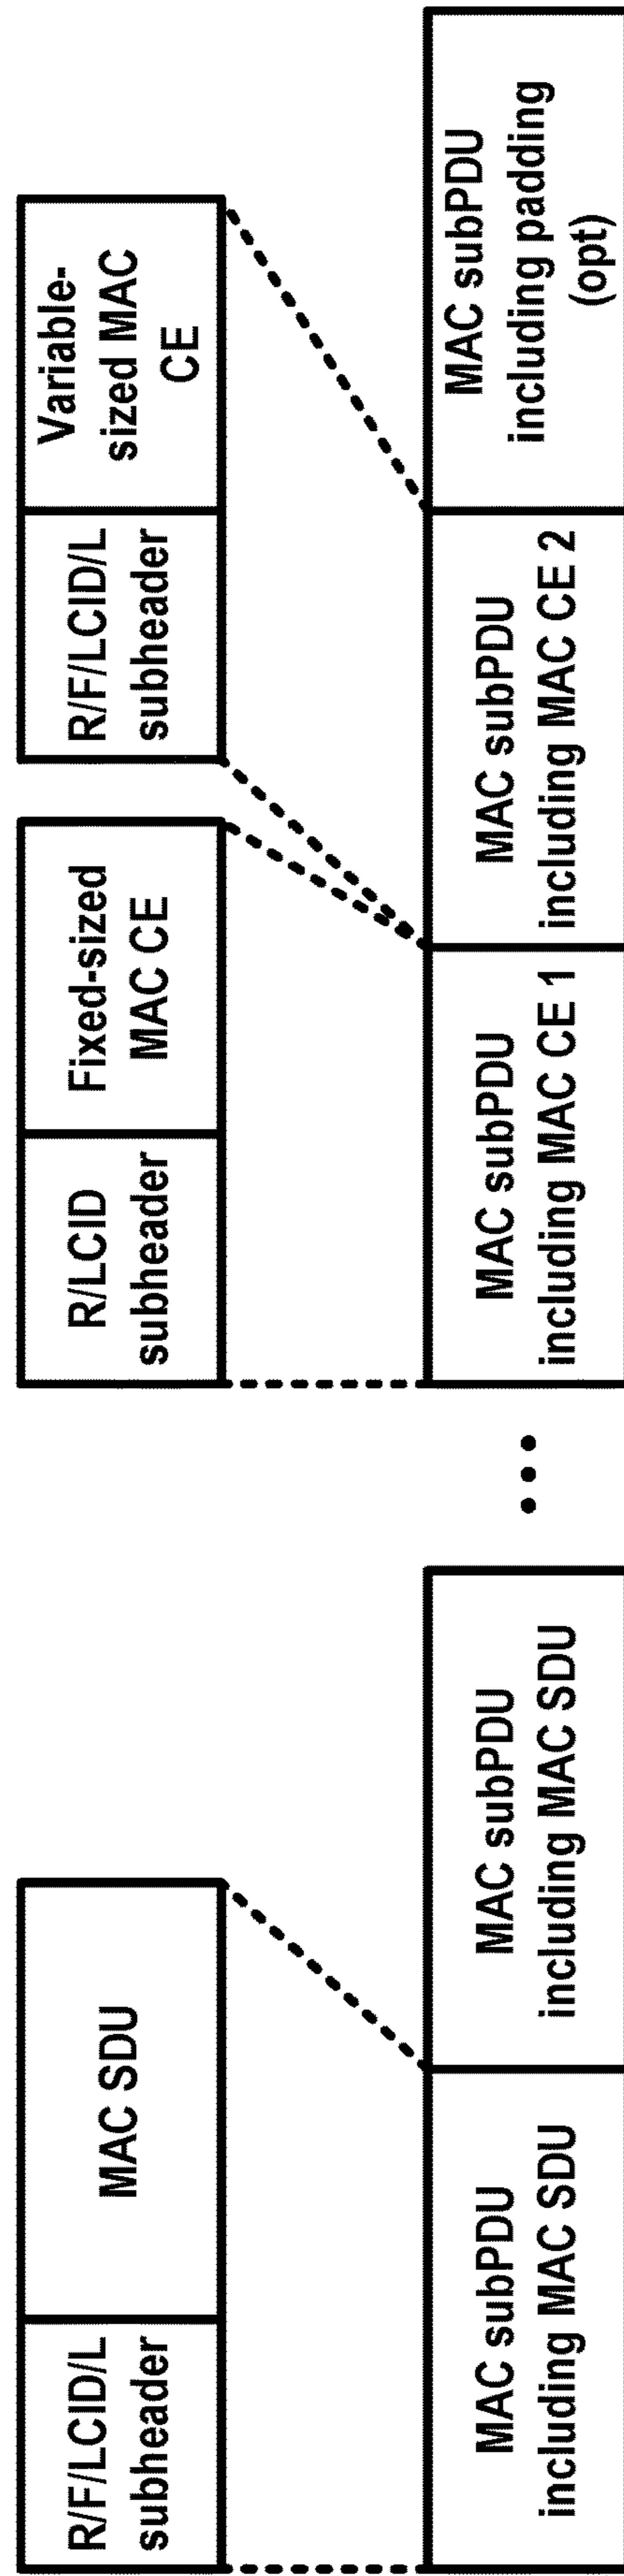 R/F/LCID/L
subheader
MAC SDU
R/LCID
subheader
Fixed-sized
MAC CE
R/F/LCID/L
subheader
Variable-
sized MAC
CE
MAC subPDU
including MAC SDU
MAC subPDU
including MAC SDU
...
MAC subPDU
including MAC CE 1
MAC subPDU
including MAC CE 2
MAC subPDU
including padding
(opt)